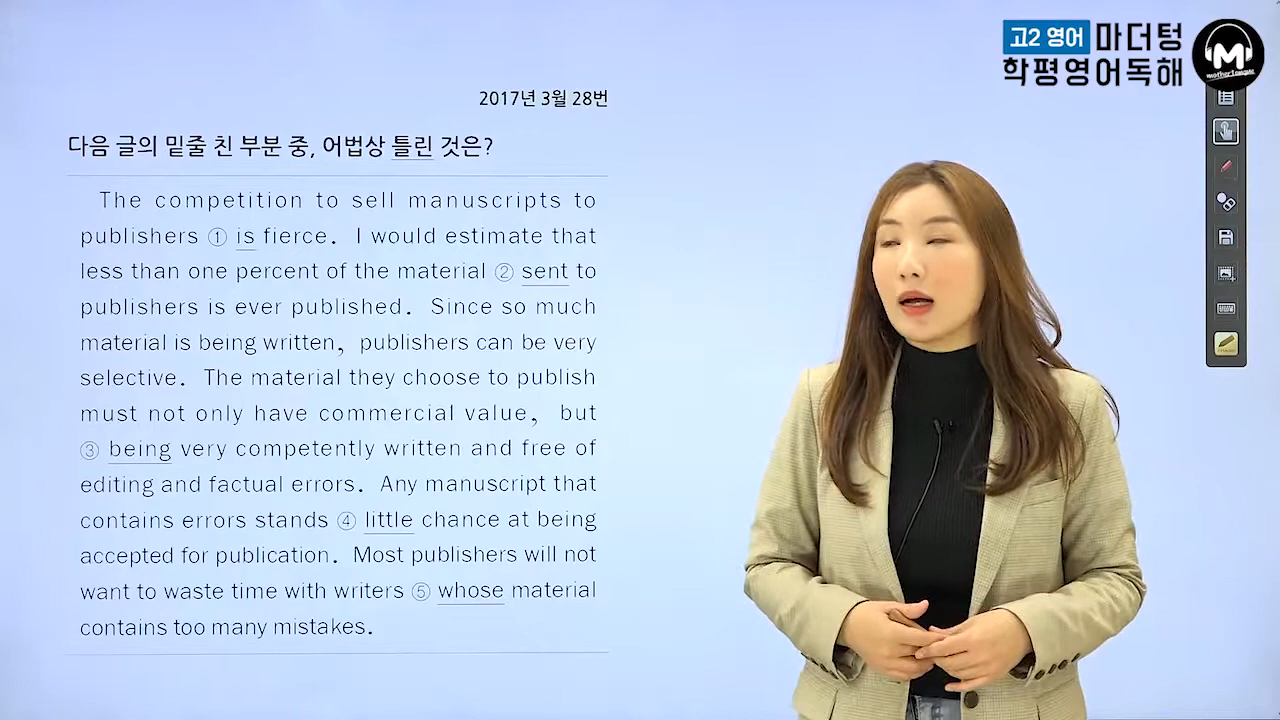 고2 영어 마더텅
학평영어독해
M
mother tongue
2017년 3월 28번
다음 글의 밑줄 친 부분 중, 어법상 틀린 것은?
The competition to sell manuscripts to
publishers ① is fierce. I would estimate that
less than one percent of the material ② sent to
publishers is ever published. Since so much
material is being written, publishers can be very
selective. The material they choose to publish
must not only have commercial value, but
③ being very competently written and free of
editing and factual errors. Any manuscript that
contains errors stands ④ little chance at being
accepted for publication. Most publishers will not
want to waste time with writers ⑤ whose material
contains too many mistakes.